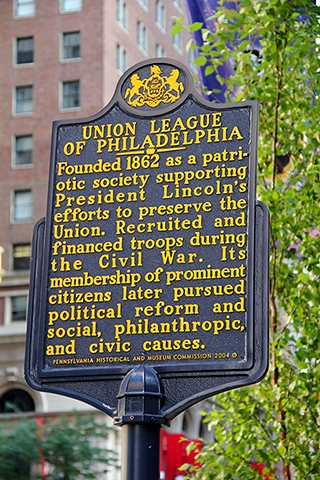 UNION LEAGUE
OF PHILADELPHIA
Founded 1862 as a patri-
otic society supporting
President Lincoln's
efforts to preserve the
Union. Recruited and
financed troops during
the Civil War. Its
membership of prominent
citizens later pursued
political reform and
social, philanthropic,
and civic causes.
PENNSYLVANIA HISTORICAL AND MUSEUM COMMISSION 2004 ©